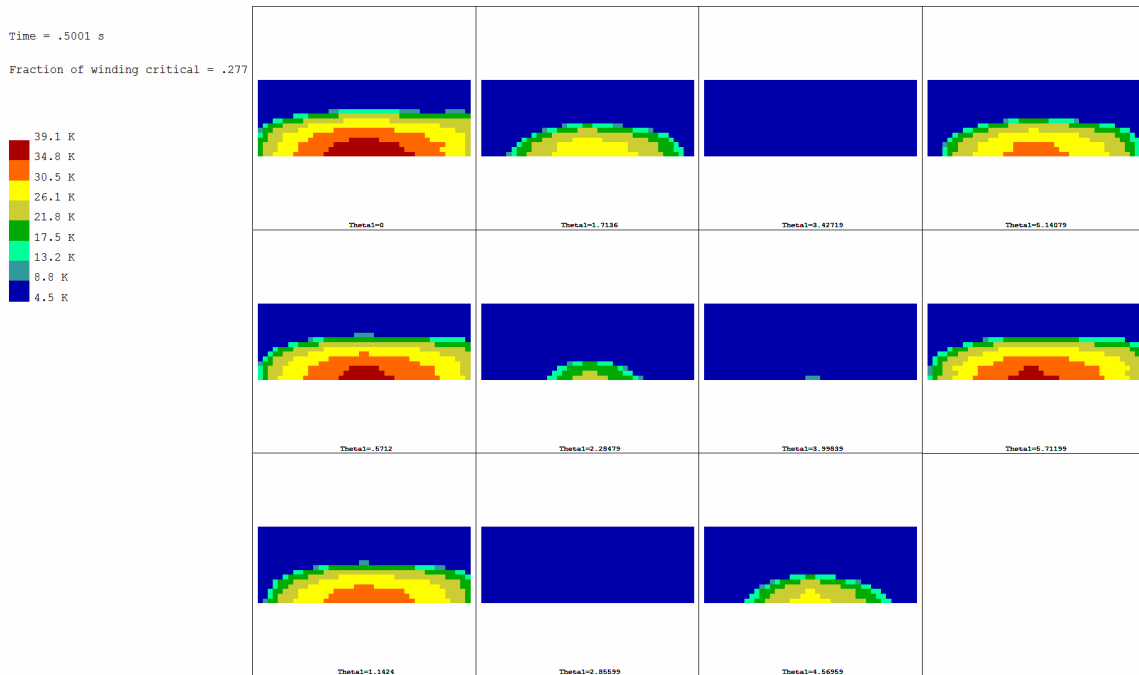 Time = .5001 s
Fraction of winding critical = .277
39.1 K
34.8 K
30.5 K
26.1 K
21.8 K
17.5 K
13.2 K
8.8 K
4.5 K
Theta1=0
Theta1=1.7136
Theta1=3.42719
Theta1=5.14079
Theta1=.5712
Theta1=2.28479
Theta1=3.99839
Theta1=5.71199
Theta1=1.1424
Theta1=2.85599
Theta1=4.56959